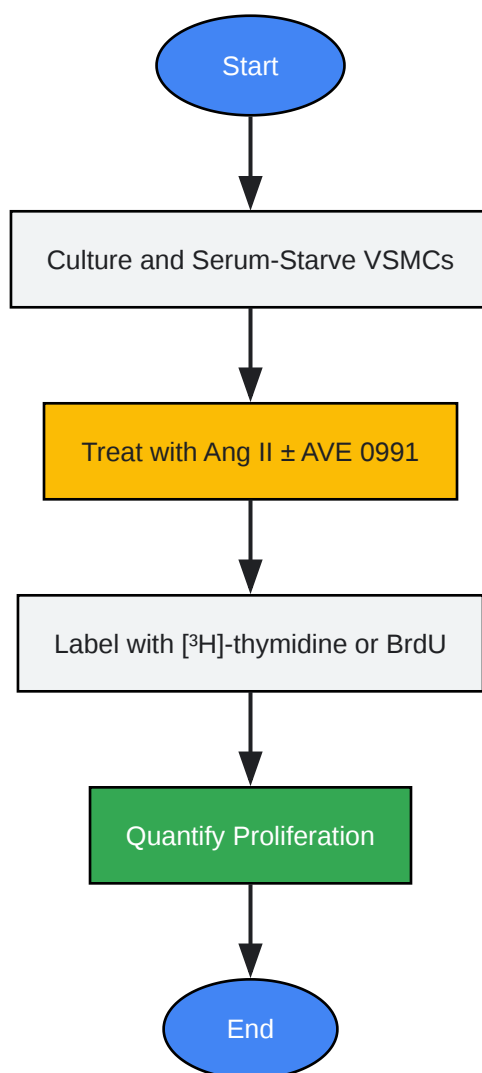 Start
Culture and Serum-Starve VSMCs
Treat with Ang II ± AVE 0991
Label with [³H]-thymidine or BrdU
Quantify Proliferation
End